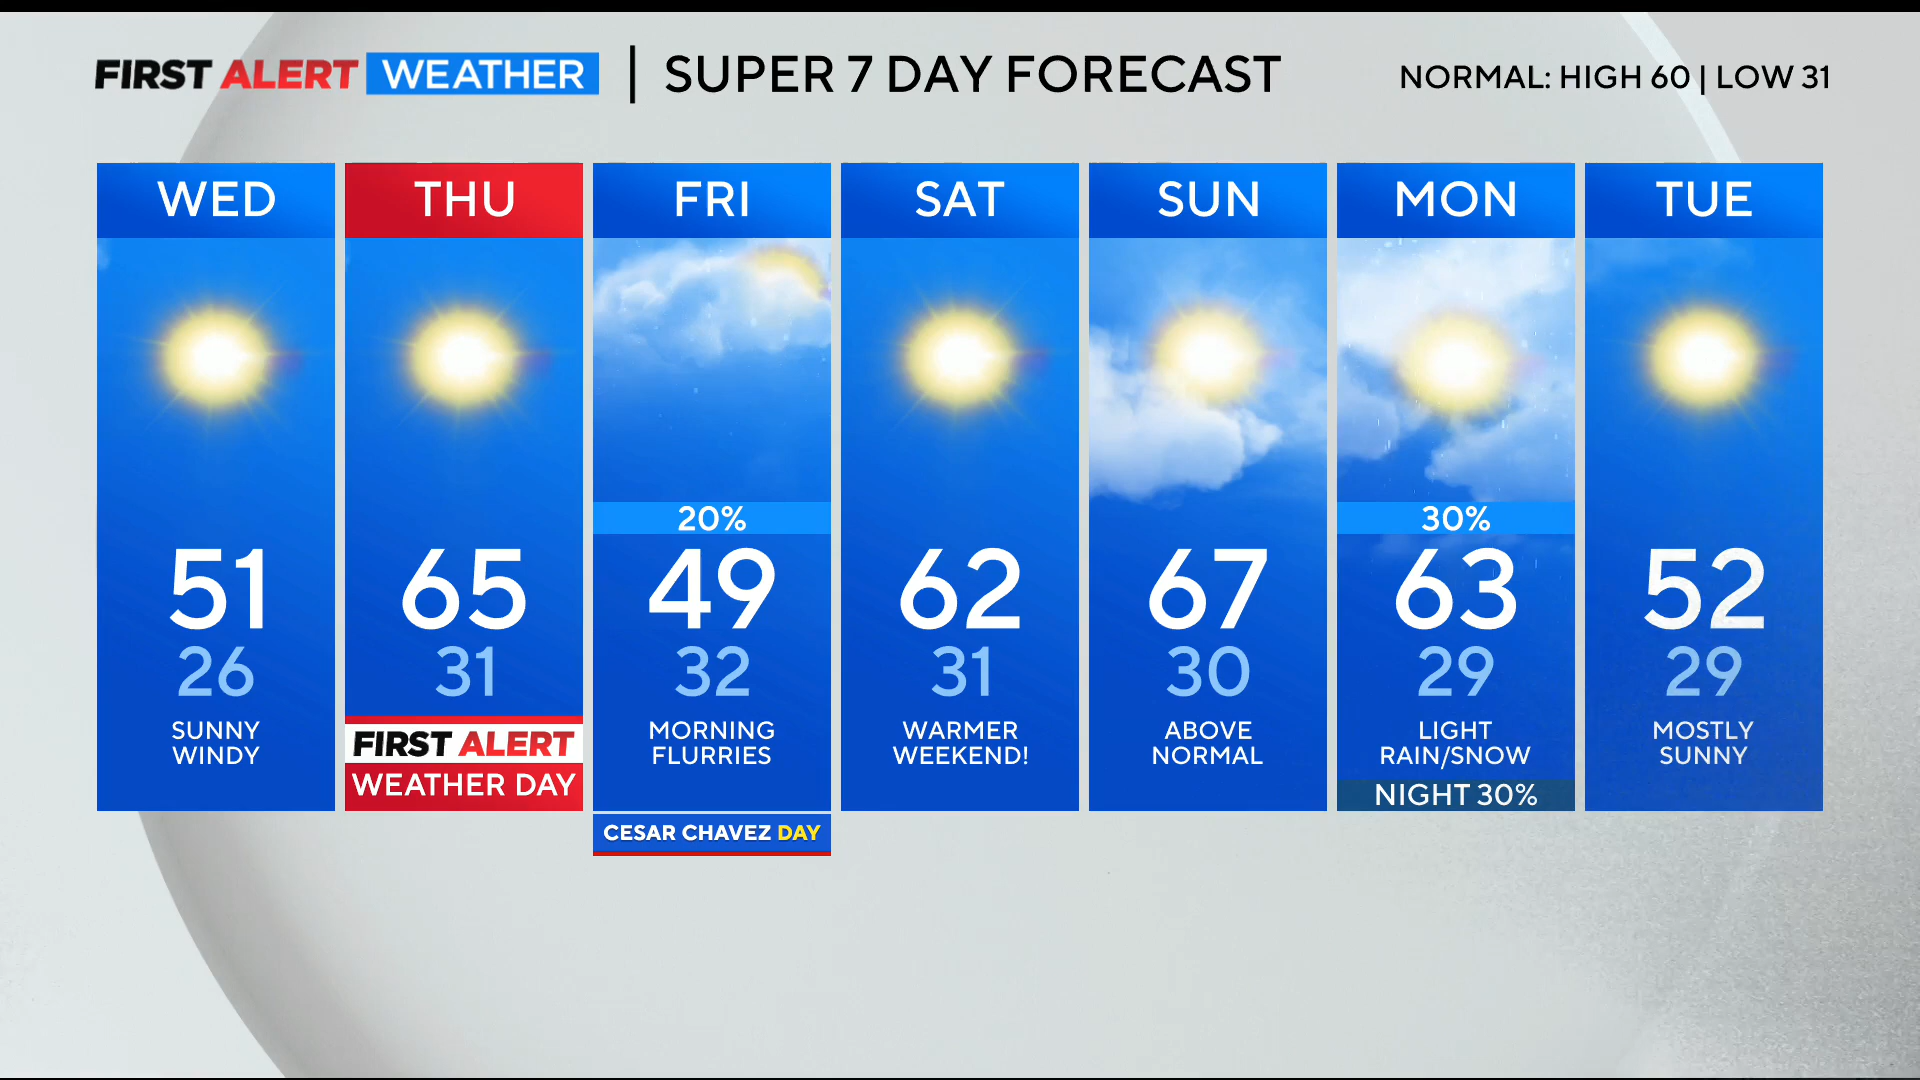 FIRST ALERT WEATHER | SUPER 7 DAY FORECAST
NORMAL: HIGH 60 | LOW 31
WED
51
26
SUNNY
WINDY
THU
65
31
FIRST ALERT
WEATHER DAY
FRI
20%
49
32
MORNING
FLURRIES
CESAR CHAVEZ DAY
SAT
62
31
WARMER
WEEKEND!
SUN
67
30
ABOVE
NORMAL
MON
30%
63
29
LIGHT
RAIN/SNOW
NIGHT 30%
TUE
52
29
MOSTLY
SUNNY